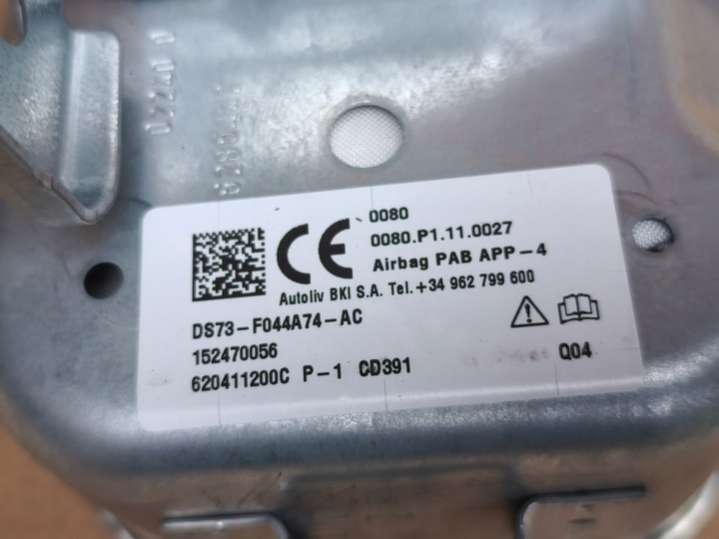 0080
0080.P1.11.0027
Airbag PAB APP-4
Autoliv BKI S.A. Tel.+34 962 799 600
DS73-F044A74-AC
152470056
620411200C P-1 CD391
Q04